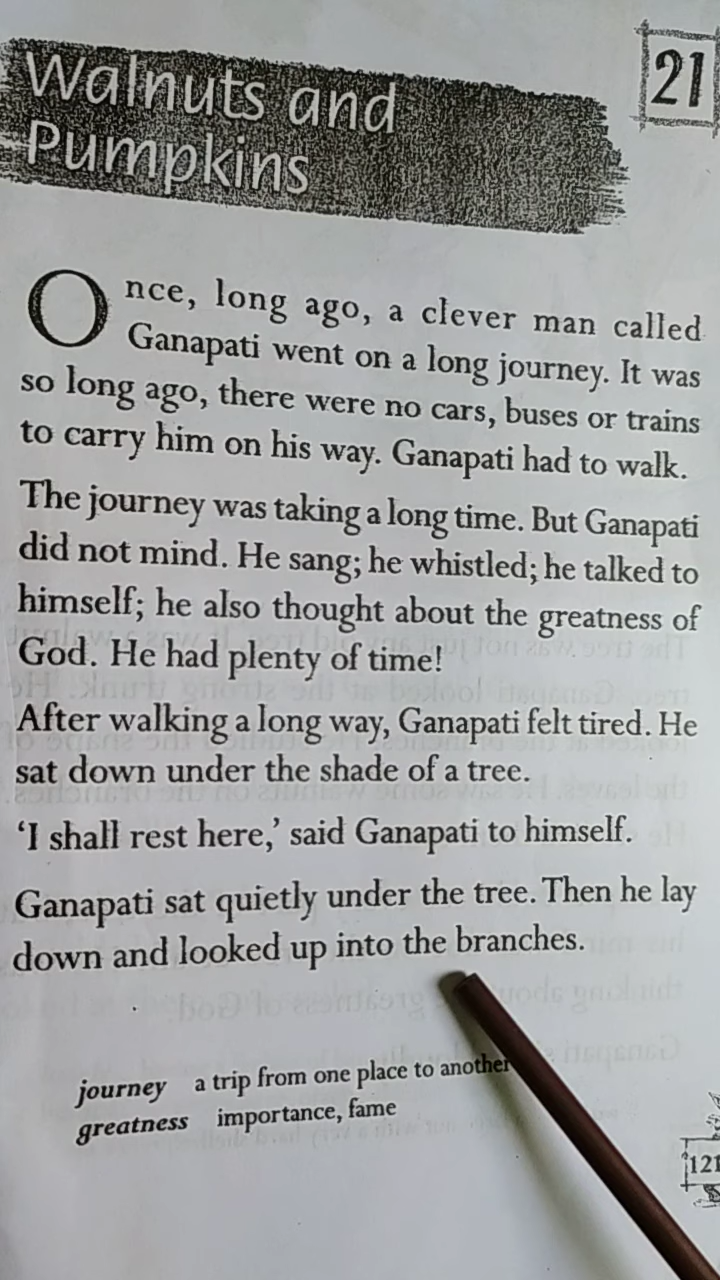 Walnuts and
Pumpkins
21
Once, long ago, a clever man called
Ganapati went on a long journey. It was
so long ago, there were no cars, buses or trains
to carry him on his way. Ganapati had to walk.
The journey was taking a long time. But Ganapati
did not mind. He sang; he whistled; he talked to
himself; he also thought about the greatness of
God. He had plenty of time!
After walking a long way, Ganapati felt tired. He
sat down under the shade of a tree.
‘I shall rest here,’ said Ganapati to himself.
Ganapati sat quietly under the tree. Then he lay
down and looked up into the branches.
journey a trip from one place to another
greatness importance, fame
121